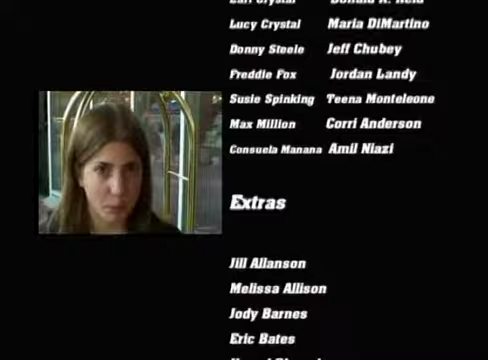 Lucy Crystal Maria DiMartino
Donny Steele Jeff Chubey
Freddie Fox Jordan Landy
Susie Spinking Teena Monteleone
Max Million Corri Anderson
Consuela Manana Amil Niazi
Extras
Jill Allanson
Melissa Allison
Jody Barnes
Eric Bates